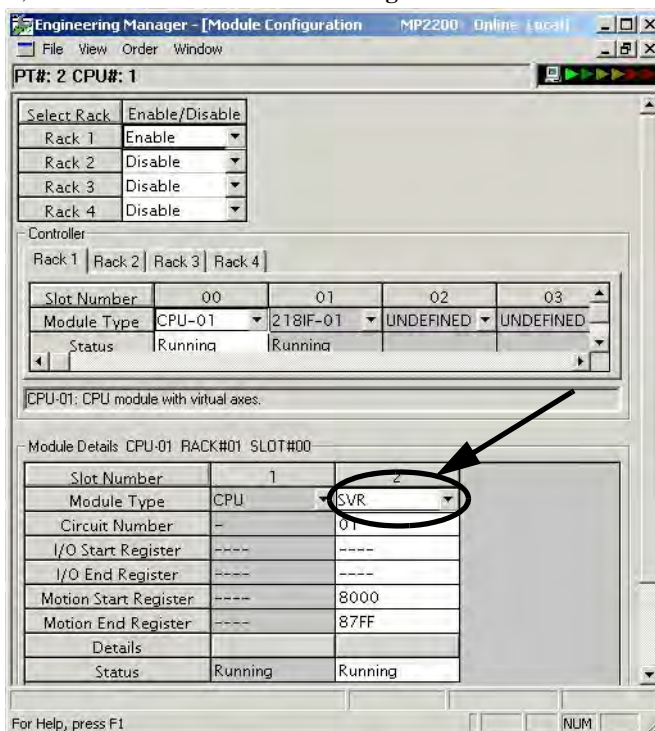 Engineering Manager - [Module Configuration MP2200 Online Local]
File View Order Window
PT#: 2 CPU#: 1
Select Rack Enable/Disable
Rack 1 Enable
Rack 2 Disable
Rack 3 Disable
Rack 4 Disable
Controller
Rack 1 Rack 2 Rack 3 Rack 4
Slot Number 00 01 02 03
Module Type CPU-01 218IF-01 UNDEFINED UNDEFINED
Status Running Running
CPU-01: CPU module with virtual axes.
Module Details CPU-01 RACK#01 SLOT#00
Slot Number 1 2
Module Type CPU SVR
Circuit Number - 01
I/O Start Register ---- ----
I/O End Register ---- ----
Motion Start Register ---- 8000
Motion End Register ---- 87FF
Details
Status Running Running
For Help, press F1 NUM